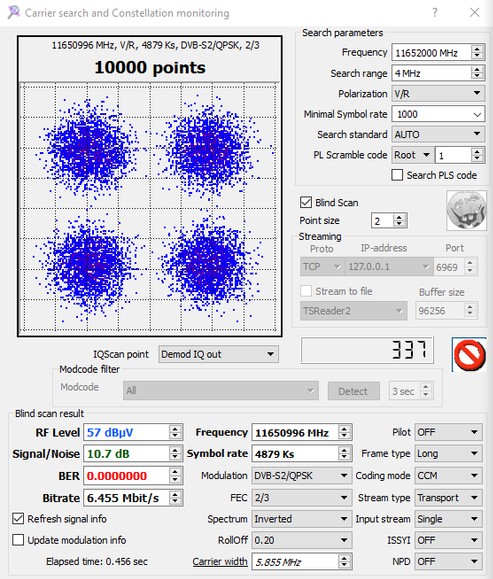 Carrier search and Constellation monitoring
?
11650996 MHz, V/R, 4879 Ks, DVB-S2/QPSK, 2/3
10000 points
Search parameters
Frequency 11652000 MHz
Search range 4 MHz
Polarization V/R
Minimal Symbol rate 1000
Search standard AUTO
PL Scramble code Root 1
Search PLS code
Blind Scan
Point size 2
Streaming
Proto IP-address Port
TCP 127.0.0.1 6969
Stream to file Buffer size
TSReader2 96256
IQScan point Demod IQ out
337
Modcode filter
Modcode All Detect 3 sec
Blind scan result
RF Level 57 dBµV Frequency 11650996 MHz Pilot OFF
Signal/Noise 10.7 dB Symbol rate 4879 Ks Frame type Long
BER 0.0000000 Modulation DVB-S2/QPSK Coding mode CCM
Bitrate 6.455 Mbit/s FEC 2/3 Stream type Transport
Refresh signal info Spectrum Inverted Input stream Single
Update modulation info RollOff 0.20 ISSYI OFF
Elapsed time: 0.456 sec Carrier width 5.855 MHz NPD OFF